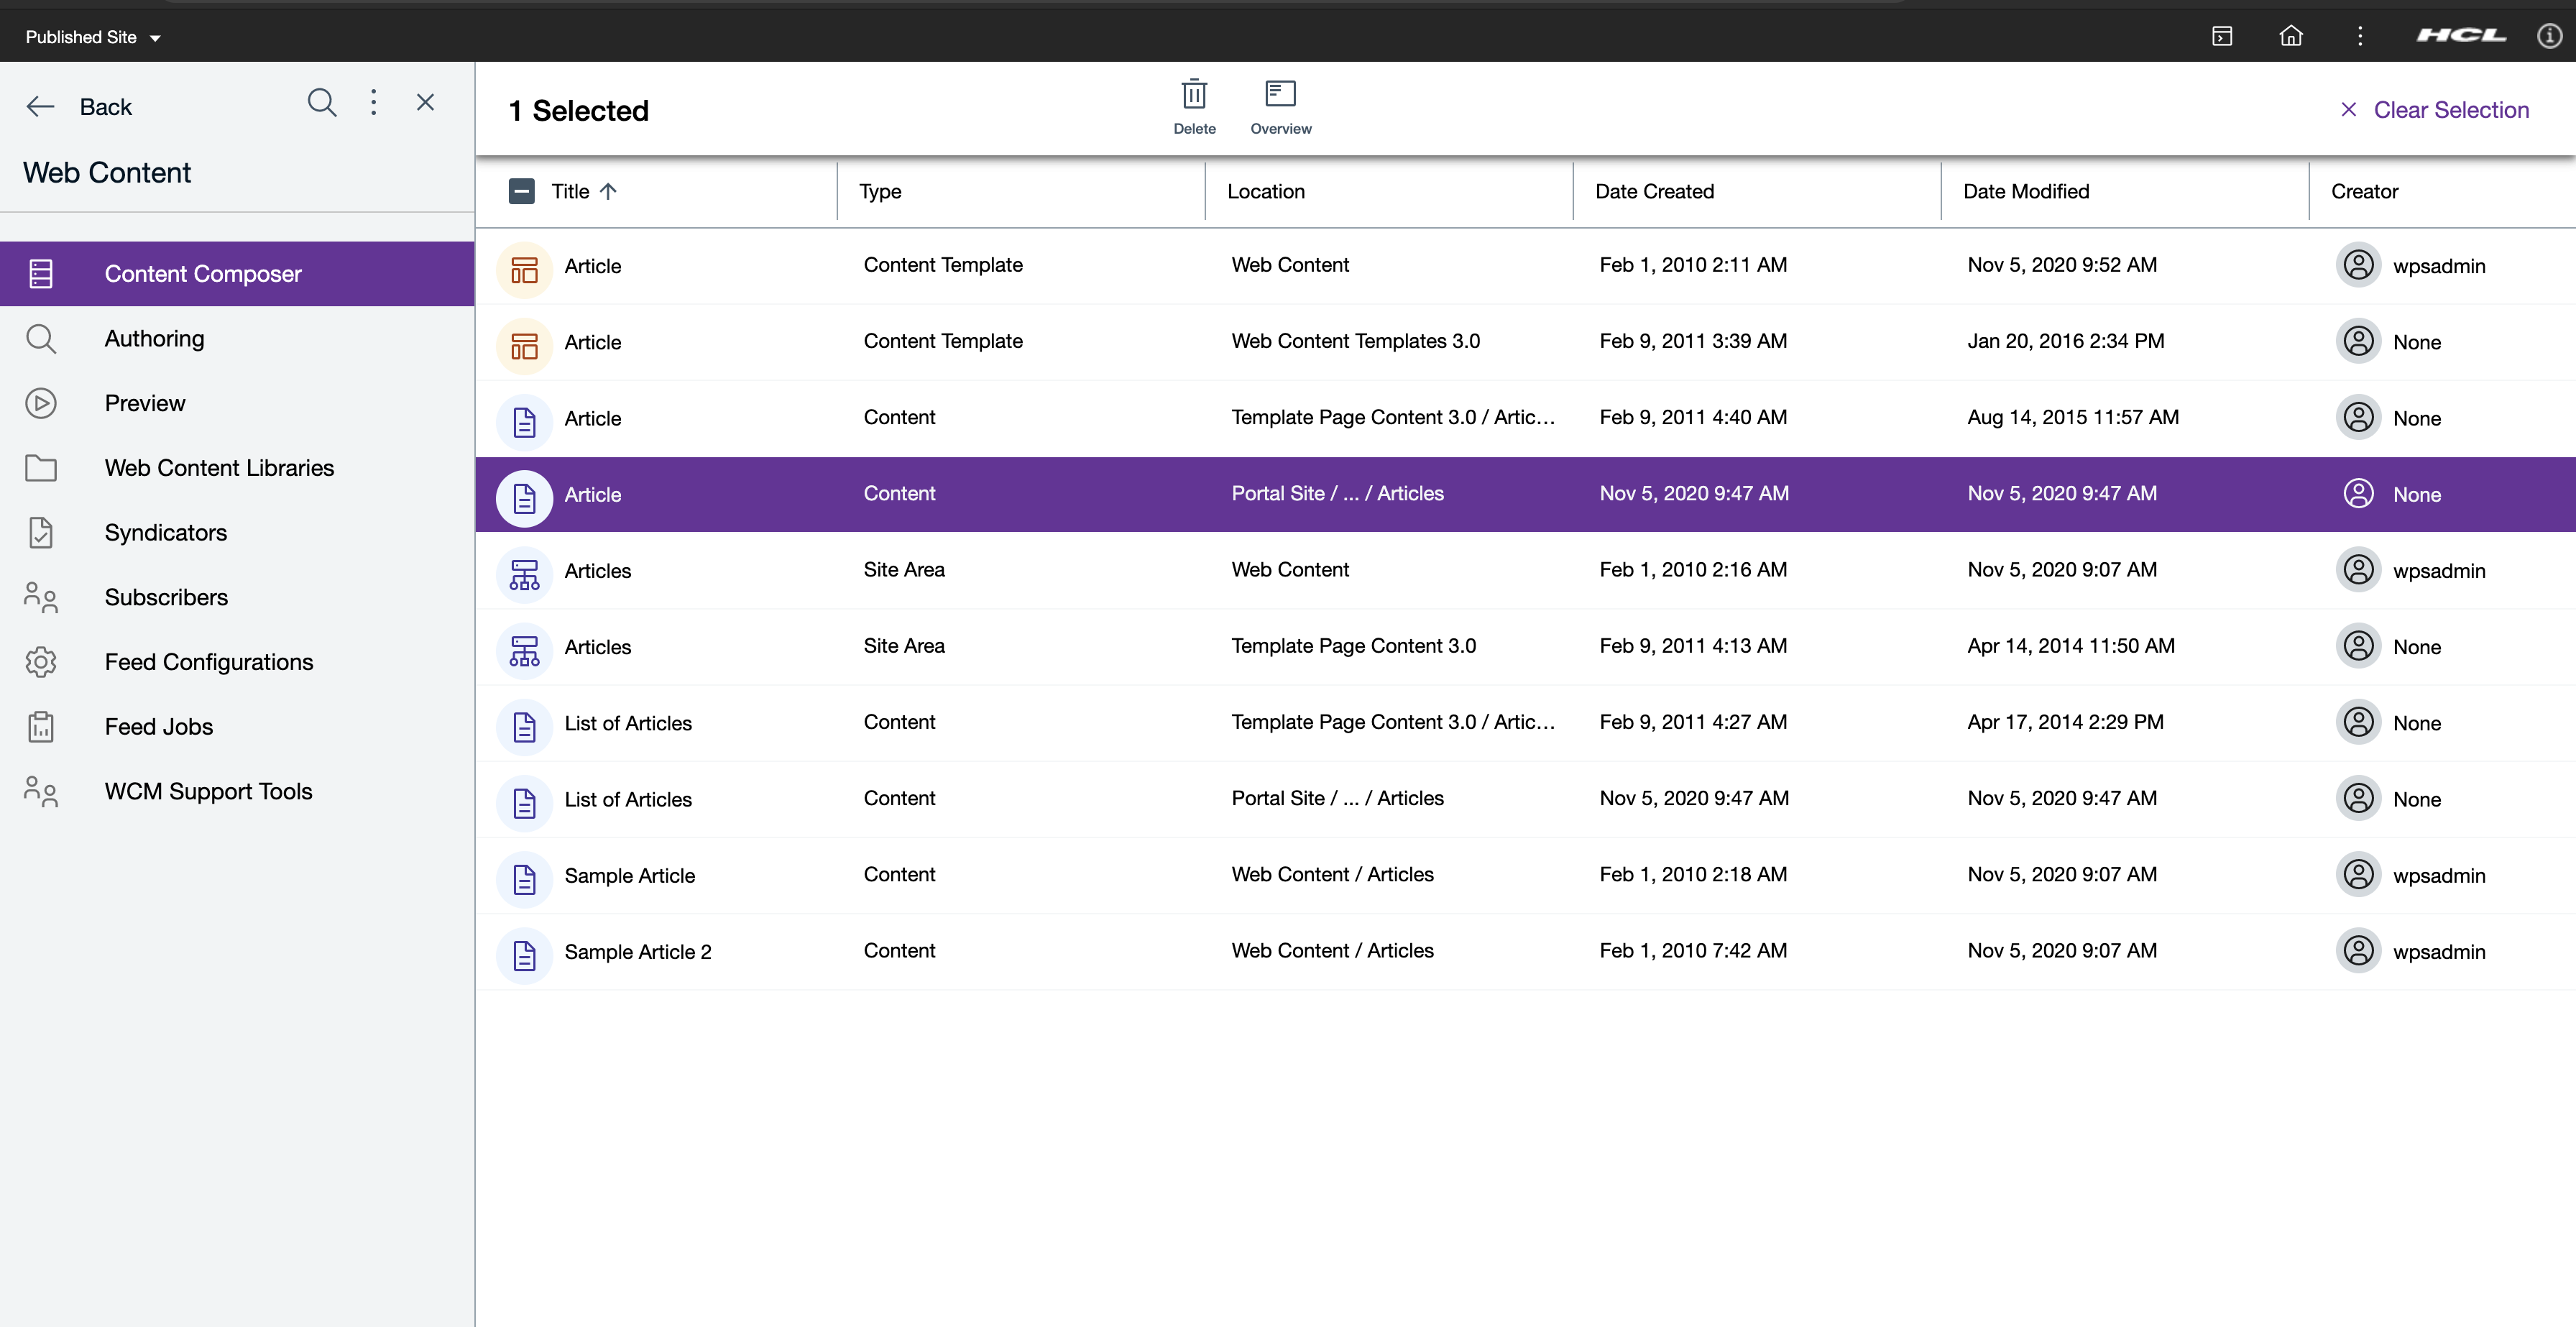 Published Site
HCL
Back
Web Content
Content Composer
Authoring
Preview
Web Content Libraries
Syndicators
Subscribers
Feed Configurations
Feed Jobs
WCM Support Tools
1 Selected
Delete
Overview
Clear Selection
Title Type Location Date Created Date Modified Creator
Article Content Template Web Content Feb 1, 2010 2:11 AM Nov 5, 2020 9:52 AM wpsadmin
Article Content Template Web Content Templates 3.0 Feb 9, 2011 3:39 AM Jan 20, 2016 2:34 PM None
Article Content Template Page Content 3.0 / Artic... Feb 9, 2011 4:40 AM Aug 14, 2015 11:57 AM None
Article Content Portal Site / ... / Articles Nov 5, 2020 9:47 AM Nov 5, 2020 9:47 AM None
Articles Site Area Web Content Feb 1, 2010 2:16 AM Nov 5, 2020 9:07 AM wpsadmin
Articles Site Area Template Page Content 3.0 Feb 9, 2011 4:13 AM Apr 14, 2014 11:50 AM None
List of Articles Content Template Page Content 3.0 / Artic... Feb 9, 2011 4:27 AM Apr 17, 2014 2:29 PM None
List of Articles Content Portal Site / ... / Articles Nov 5, 2020 9:47 AM Nov 5, 2020 9:47 AM None
Sample Article Content Web Content / Articles Feb 1, 2010 2:18 AM Nov 5, 2020 9:07 AM wpsadmin
Sample Article 2 Content Web Content / Articles Feb 1, 2010 7:42 AM Nov 5, 2020 9:07 AM wpsadmin